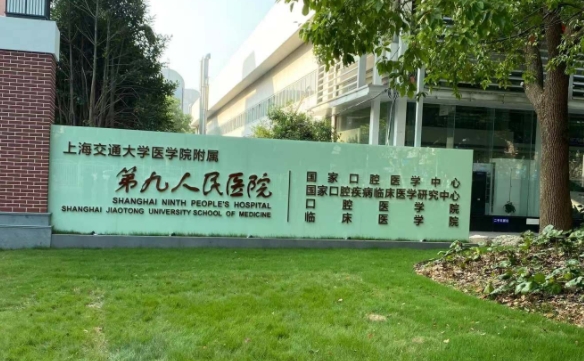 上海交通大学医学院附属
第九人民医院
SHANGHAI NINTH PEOPLE'S HOSPITAL
SHANGHAI JIAOTONG UNIVERSITY SCHOOL OF MEDICINE
国家口腔医学中心
国家口腔疾病临床医学研究中心
口腔医学院
临床医学院